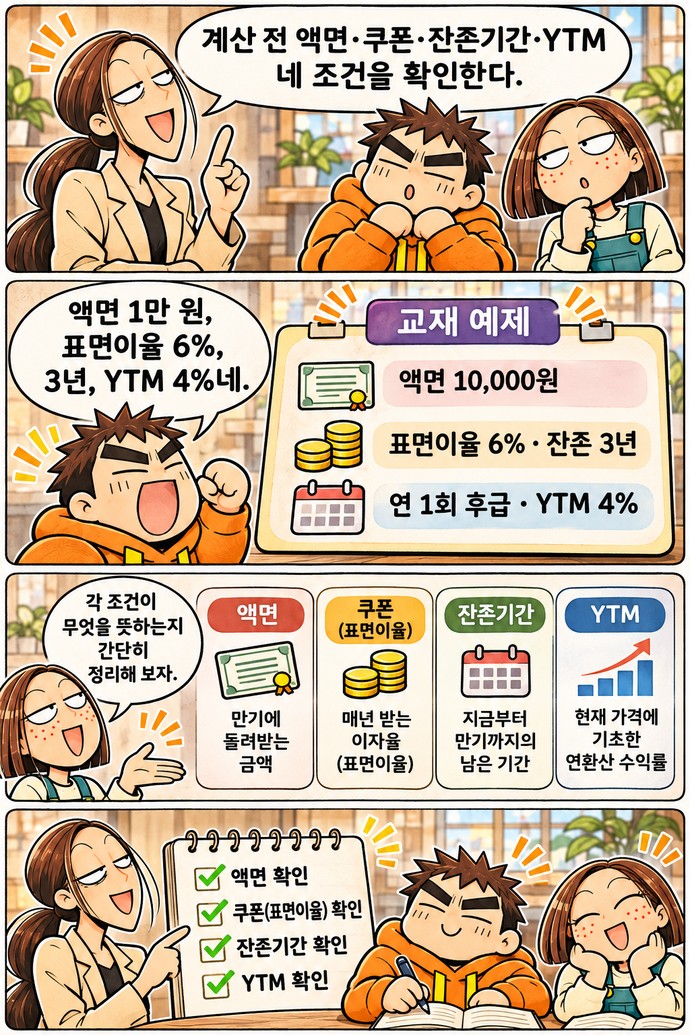 계산 전 액면·쿠폰·잔존기간·YTM
네 조건을 확인한다.
액면 1만 원,
표면이율 6%,
3년, YTM 4%네.
교재 예제
액면 10,000원
표면이율 6% · 잔존 3년
연 1회 후급 · YTM 4%
각 조건이
무엇을 뜻하는지
간단히
정리해 보자.
액면
만기에
돌려받는
금액
쿠폰
(표면이율)
매년 받는
이자율
(표면이율)
잔존기간
지금부터
만기까지의
남은 기간
YTM
현재 가격에
기초한
연환산 수익률
액면 확인
쿠폰(표면이율) 확인
잔존기간 확인
YTM 확인